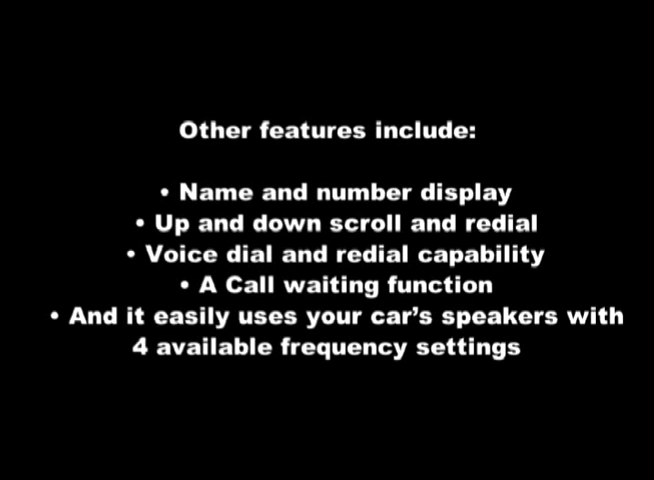 Other features include:
• Name and number display
• Up and down scroll and redial
• Voice dial and redial capability
• A Call waiting function
• And it easily uses your car’s speakers with
4 available frequency settings